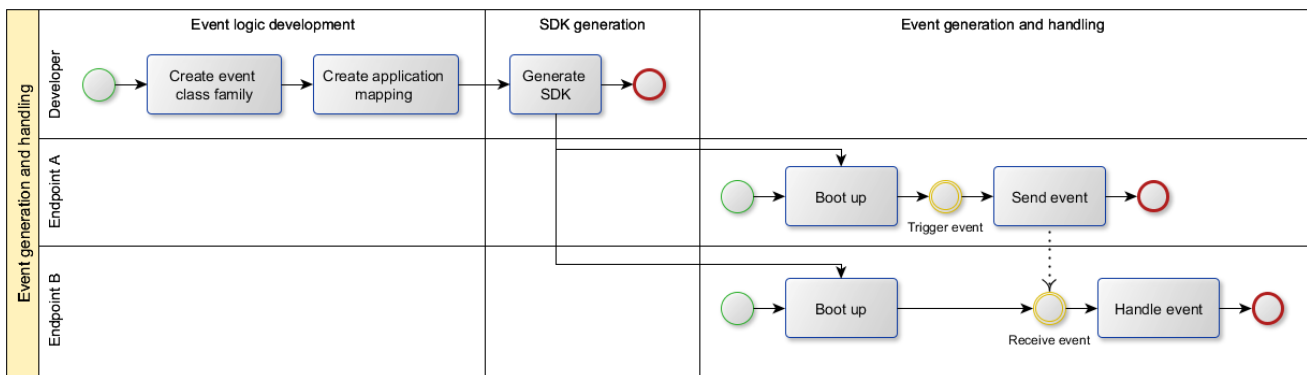 Event generation and handling
Event logic development
SDK generation
Event generation and handling
Developer
Create event
class family
Create application
mapping
Generate
SDK
Endpoint A
Boot up
Trigger event
Send event
Endpoint B
Boot up
Receive event
Handle event